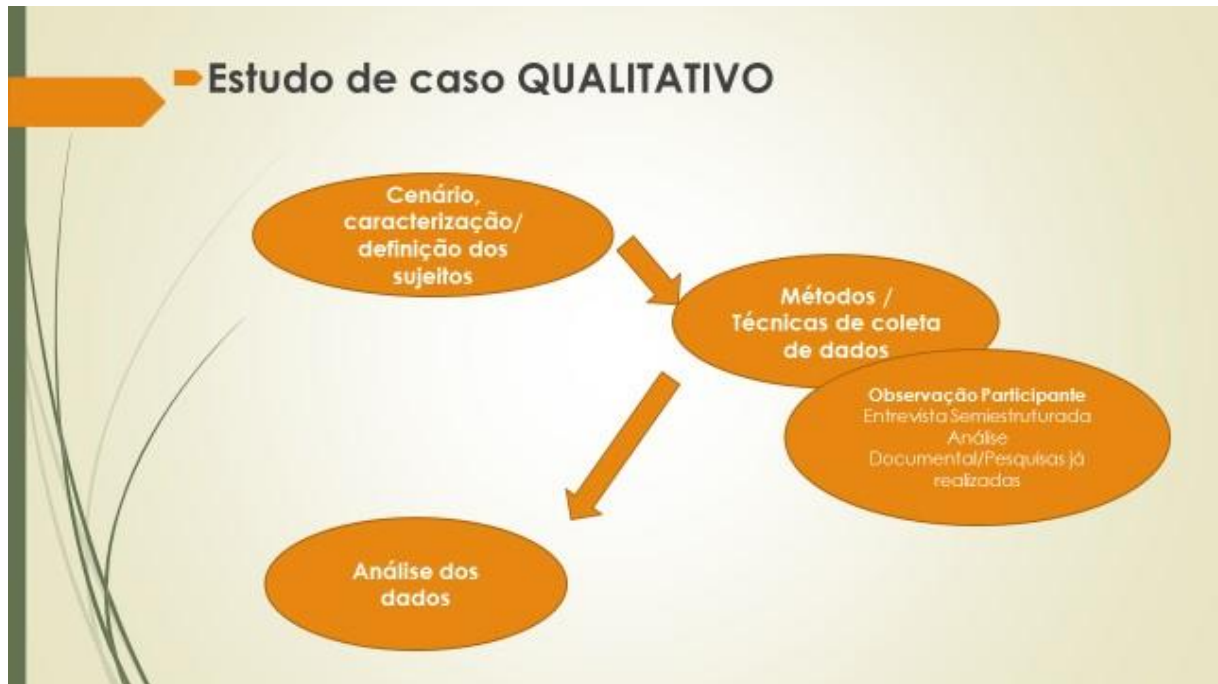 Estudo de caso QUALITATIVO
Cenário,
caracterização/
definição dos
sujeitos
Métodos /
Técnicas de coleta
de dados
Observação Participante
Entrevista Semiestruturada
Análise
Documental/Pesquisas já
realizadas
Análise dos
dados